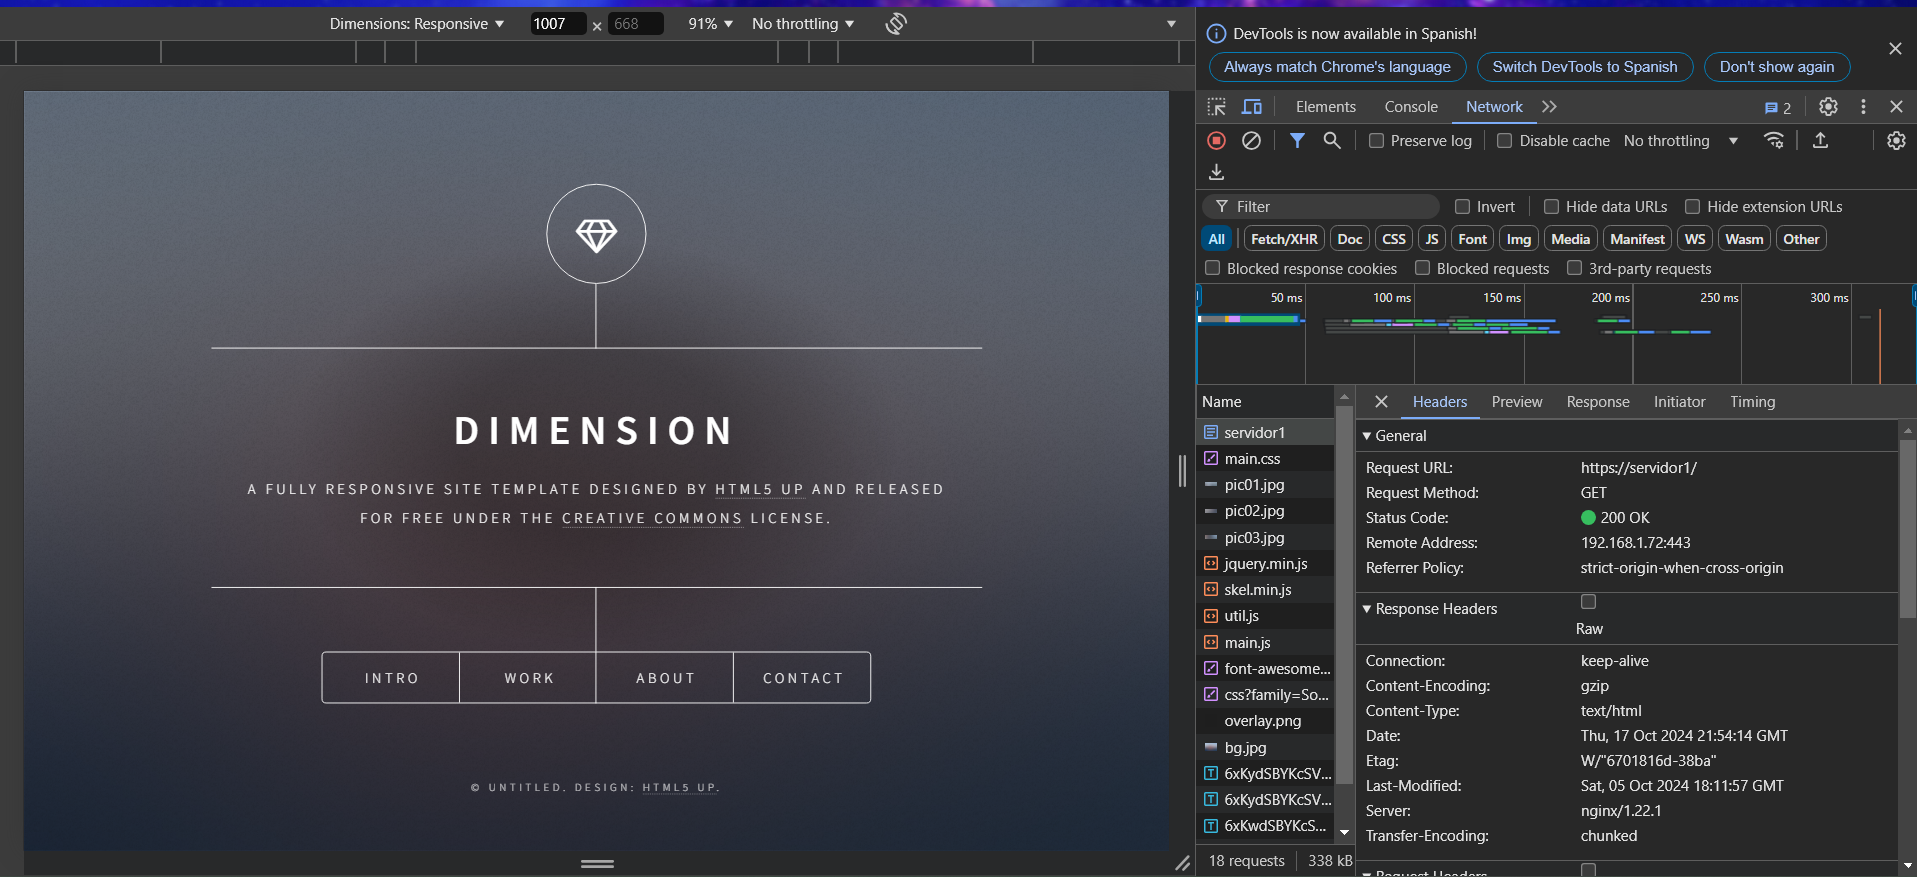 Dimensions: Responsive 1007 × 668 91% No throttling
DIMENSION
A FULLY RESPONSIVE SITE TEMPLATE DESIGNED BY HTML5 UP AND RELEASED
FOR FREE UNDER THE CREATIVE COMMONS LICENSE.
INTRO WORK ABOUT CONTACT
© UNTITLED. DESIGN: HTML5 UP.
DevTools is now available in Spanish!
Always match Chrome's language Switch DevTools to Spanish Don't show again
Elements Console Network 2
Preserve log Disable cache No throttling
Filter Invert Hide data URLs Hide extension URLs
All Fetch/XHR Doc CSS JS Font Img Media Manifest WS Wasm Other
Blocked response cookies Blocked requests 3rd-party requests
50 ms 100 ms 150 ms 200 ms 250 ms 300 ms
Name
servidor1
main.css
pic01.jpg
pic02.jpg
pic03.jpg
jquery.min.js
skel.min.js
util.js
main.js
font-awesome...
css?family=So...
overlay.png
bg.jpg
6xKydSBYKcSV...
6xKydSBYKcSV...
6xKwdSBYKcS...
18 requests 338 kB
Headers Preview Response Initiator Timing
General
Request URL: https://servidor1/
Request Method: GET
Status Code: 200 OK
Remote Address: 192.168.1.72:443
Referrer Policy: strict-origin-when-cross-origin
Response Headers
Raw
Connection: keep-alive
Content-Encoding: gzip
Content-Type: text/html
Date: Thu, 17 Oct 2024 21:54:14 GMT
Etag: W/"6701816d-38ba"
Last-Modified: Sat, 05 Oct 2024 18:11:57 GMT
Server: nginx/1.22.1
Transfer-Encoding: chunked
Request Headers